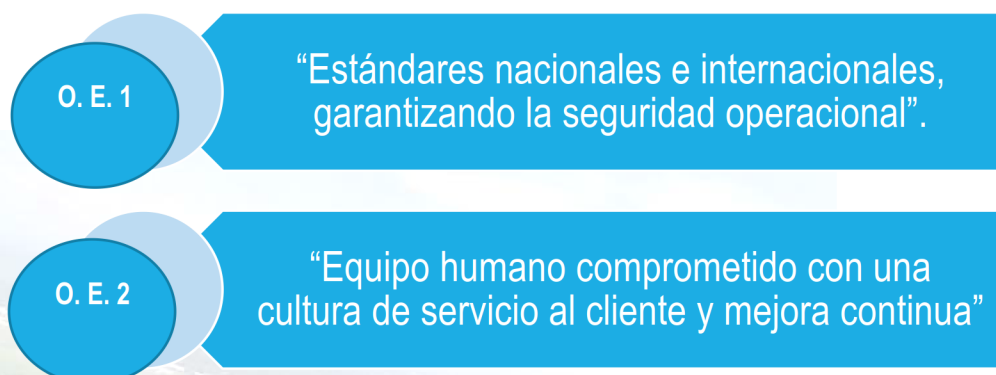 O. E. 1
“Estándares nacionales e internacionales,
garantizando la seguridad operacional”.
O. E. 2
“Equipo humano comprometido con una
cultura de servicio al cliente y mejora continua”